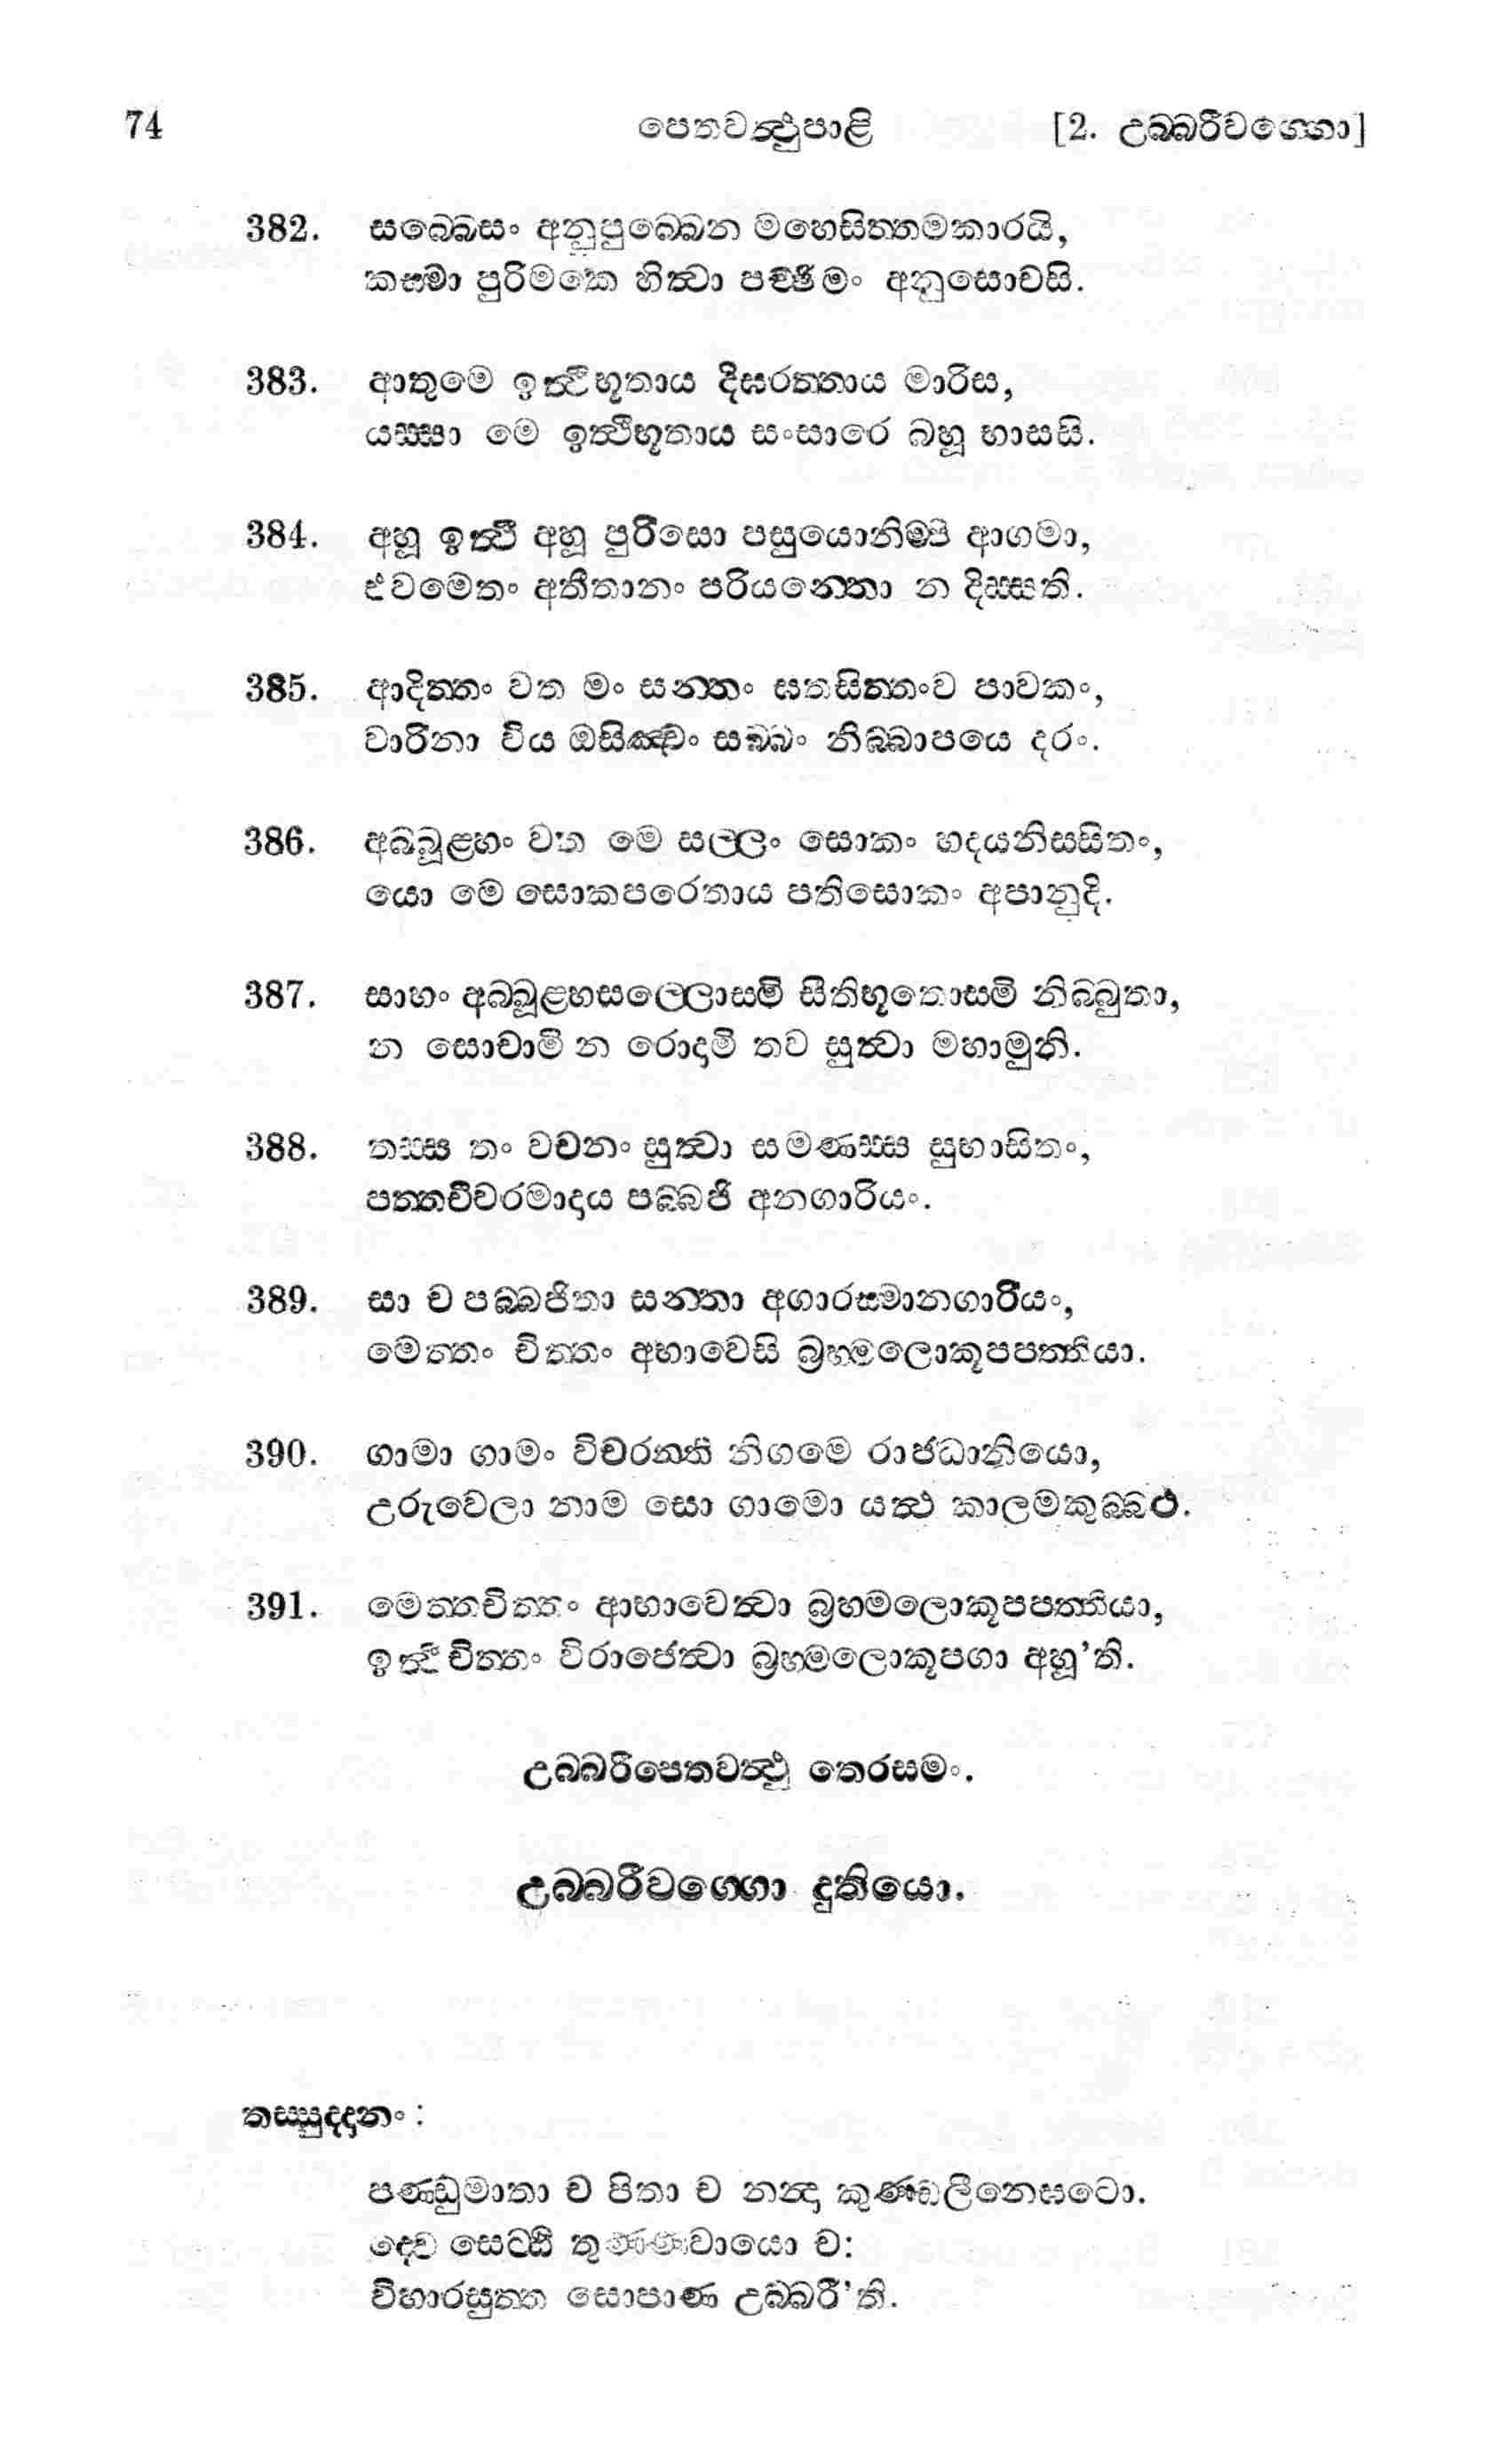 74 පෙතවත්‍ථුපාළි [2. උබ‍්බරීවග‍්ගො]
382. සබ‍්බෙසං අනුපුබ‍්බෙන මහෙසිත‍්තමකාරයි,
කස‍්මා පුරිමකෙ හිත්‍වා පච‍්ඡිමං අනුසොචසි.
383. ආතුමෙ ඉත්‍ථිභූතාය දීඝරත‍්තාය මාරිස,
යස‍්සා මෙ ඉත්‍ථීභූතාය සංසාරෙ බහූ භාසසි.
384. අහූ ඉත්‍ථී අහූ පුරිසො පසුයොනිම‍්පි ආගමා,
එවමෙතං අතීතානං පරියන‍්තො න දිස‍්සති.
385. ආදිත‍්තං වත මං සන‍්තං ඝතසිත‍්තංව පාවකං,
වාරිනා විය ඔසිඤ‍්චං සබ‍්බං නිබ‍්බාපයෙ දරං.
386. අබ‍්බූළ‍්හං වත මෙ සල‍්ලං සොකං හදයනිස‍්සිතං,
යො මෙ සොකපරෙතාය පතිසොකං අපානුදි.
387. සාහං අබ‍්බූළ‍්හසල‍්ලොස‍්මි සීතිභූතොස‍්මි නිබ‍්බුතා,
න සොචාමි න රොදාමි තව සුත්‍වා මහාමුනි.
388. තස‍්ස තං වචනං සුත්‍වා සමණස‍්ස සුභාසිතං,
පත‍්තචීවරමාදාය පබ‍්බජි අනගාරියං.
389. සා ච පබ‍්බජිතා සන‍්තා අගාරස‍්මානගාරියං,
මෙත‍්තං චිත‍්තං අභාවෙසි බ්‍රහ‍්මලොකූපපත‍්තියා.
390. ගාමා ගාමං විචරන‍්ති නිගමෙ රාජධානියො,
උරුවෙලා නාම සො ගාමො යත්‍ථ කාලමකුබ‍්බථ.
391. මෙත‍්තචිත‍්තං ආභාවෙත්‍වා බ්‍රහ‍්මලොකූපපත‍්තියා,
ඉත්‍ථිචිත‍්තං විරාජෙත්‍වා බ්‍රහ‍්මලොකූපගා අහූ’ති.
උබ‍්බරිපෙතවත්‍ථු තෙරසමං.
උබ‍්බරීවග‍්ගො දුතියො.
තස‍්සුද‍්දානං :
පණ‍්ඩුමාතා ච පිතා ච නන්‍දා කුණ‍්ඩලීනෙඝටො.
ද‍්වෙ සෙට‍්ඨි තුණ‍්ණවායො ච:
විහාරසුත‍්ත සොපාණ උබ‍්බරී’ති.